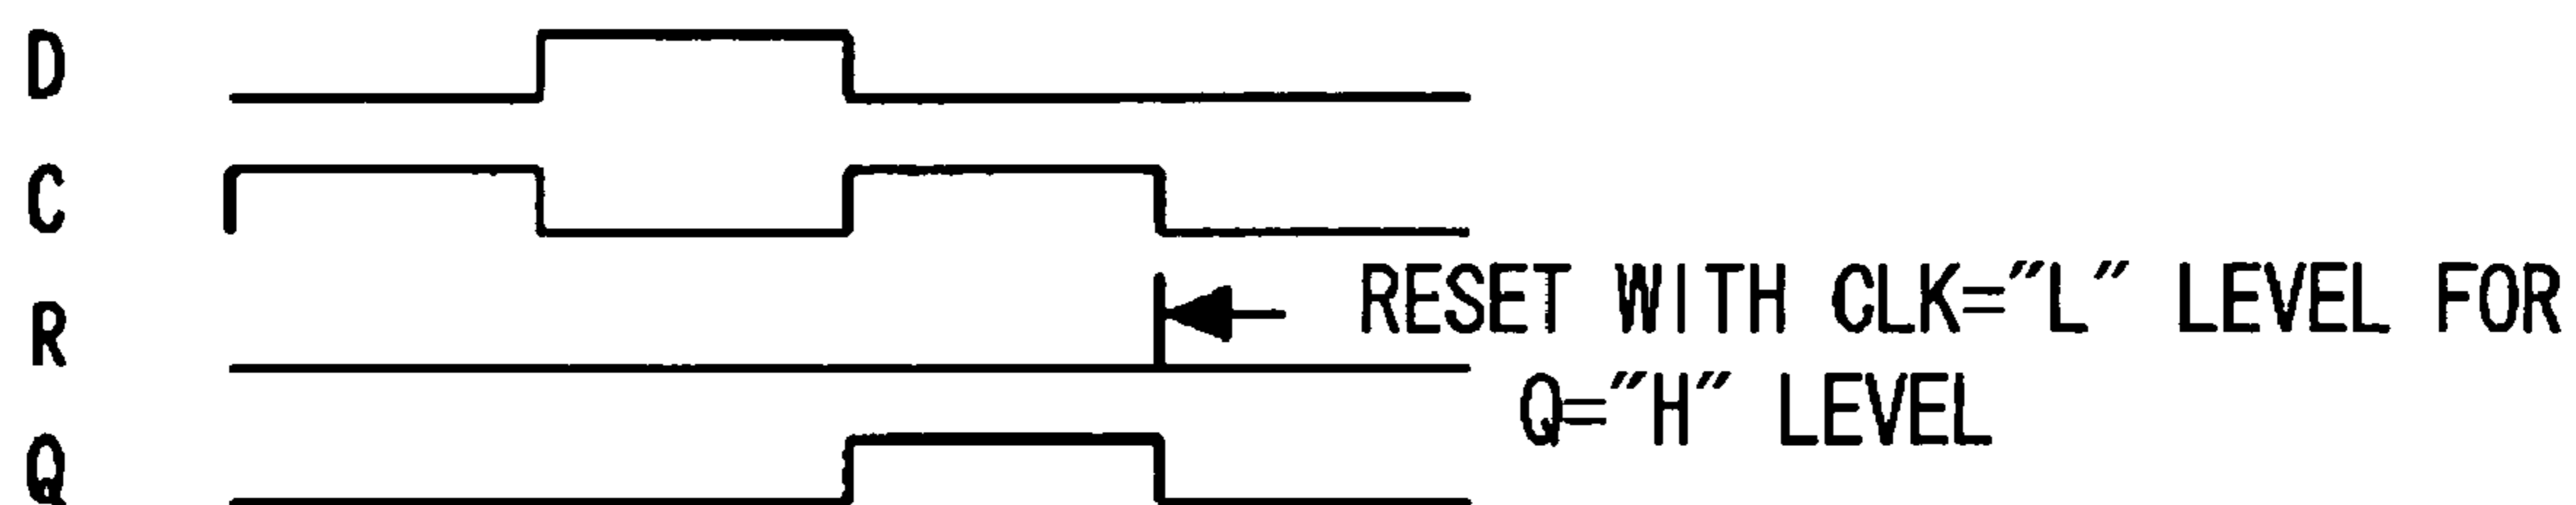 D
C
R
RESET WITH CLK="L" LEVEL FOR
Q="H" LEVEL
Q